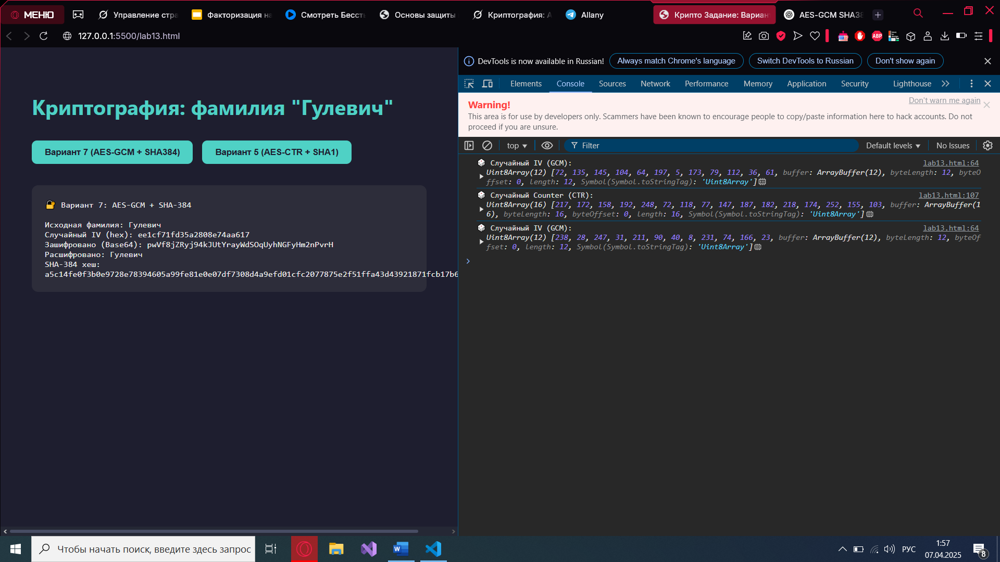 МЕНЮ
Управление стра
Факторизация на
Смотреть Бессть
Основы защиты
Криптография: А
Allany
Крипто Задание: Вариан
AES-GCM SHA38
127.0.0.1:5500/lab13.html
ABP
Криптография: фамилия "Гулевич"
Вариант 7 (AES-GCM + SHA384)
Вариант 5 (AES-CTR + SHA1)
Вариант 7: AES-GCM + SHA-384
Исходная фамилия: Гулевич
Случайный IV (hex): ee1cf71fd35a2808e74aa617
Зашифровано (Base64): pwVf8jZRyj94kJUtYrayWdSOqUyhNGFyHm2nPvrH
Расшифровано: Гулевич
SHA-384 хеш:
a5c14fe0f3b0e9728e78394605a99fe81e0e07df7308d4a9efd01cfc2077875e2f51ffa43d43921871fcb17b6
DevTools is now available in Russian!
Always match Chrome's language
Switch DevTools to Russian
Don't show again
Elements
Console
Sources
Network
Performance
Memory
Application
Security
Lighthouse
Warning!
Don't warn me again
This area is for use by developers only. Scammers have been known to encourage people to copy/paste information here to hack accounts. Do not
proceed if you are unsure.
top
Filter
Default levels
No Issues
Случайный IV (GCM):
lab13.html:64
Uint8Array(12) [72, 135, 145, 104, 64, 197, 5, 173, 79, 112, 36, 61, buffer: ArrayBuffer(12), byteLength: 12, byteO
ffset: 0, length: 12, Symbol(Symbol.toStringTag): 'Uint8Array']
Случайный Counter (CTR):
lab13.html:107
Uint8Array(16) [217, 172, 158, 192, 248, 72, 118, 77, 147, 187, 182, 218, 174, 252, 155, 103, buffer: ArrayBuffer(1
6), byteLength: 16, byteOffset: 0, length: 16, Symbol(Symbol.toStringTag): 'Uint8Array']
Случайный IV (GCM):
lab13.html:64
Uint8Array(12) [238, 28, 247, 31, 211, 90, 40, 8, 231, 74, 166, 23, buffer: ArrayBuffer(12), byteLength: 12, byteOf
fset: 0, length: 12, Symbol(Symbol.toStringTag): 'Uint8Array']
Чтобы начать поиск, введите здесь запрос
РУС
1:57
07.04.2025
8